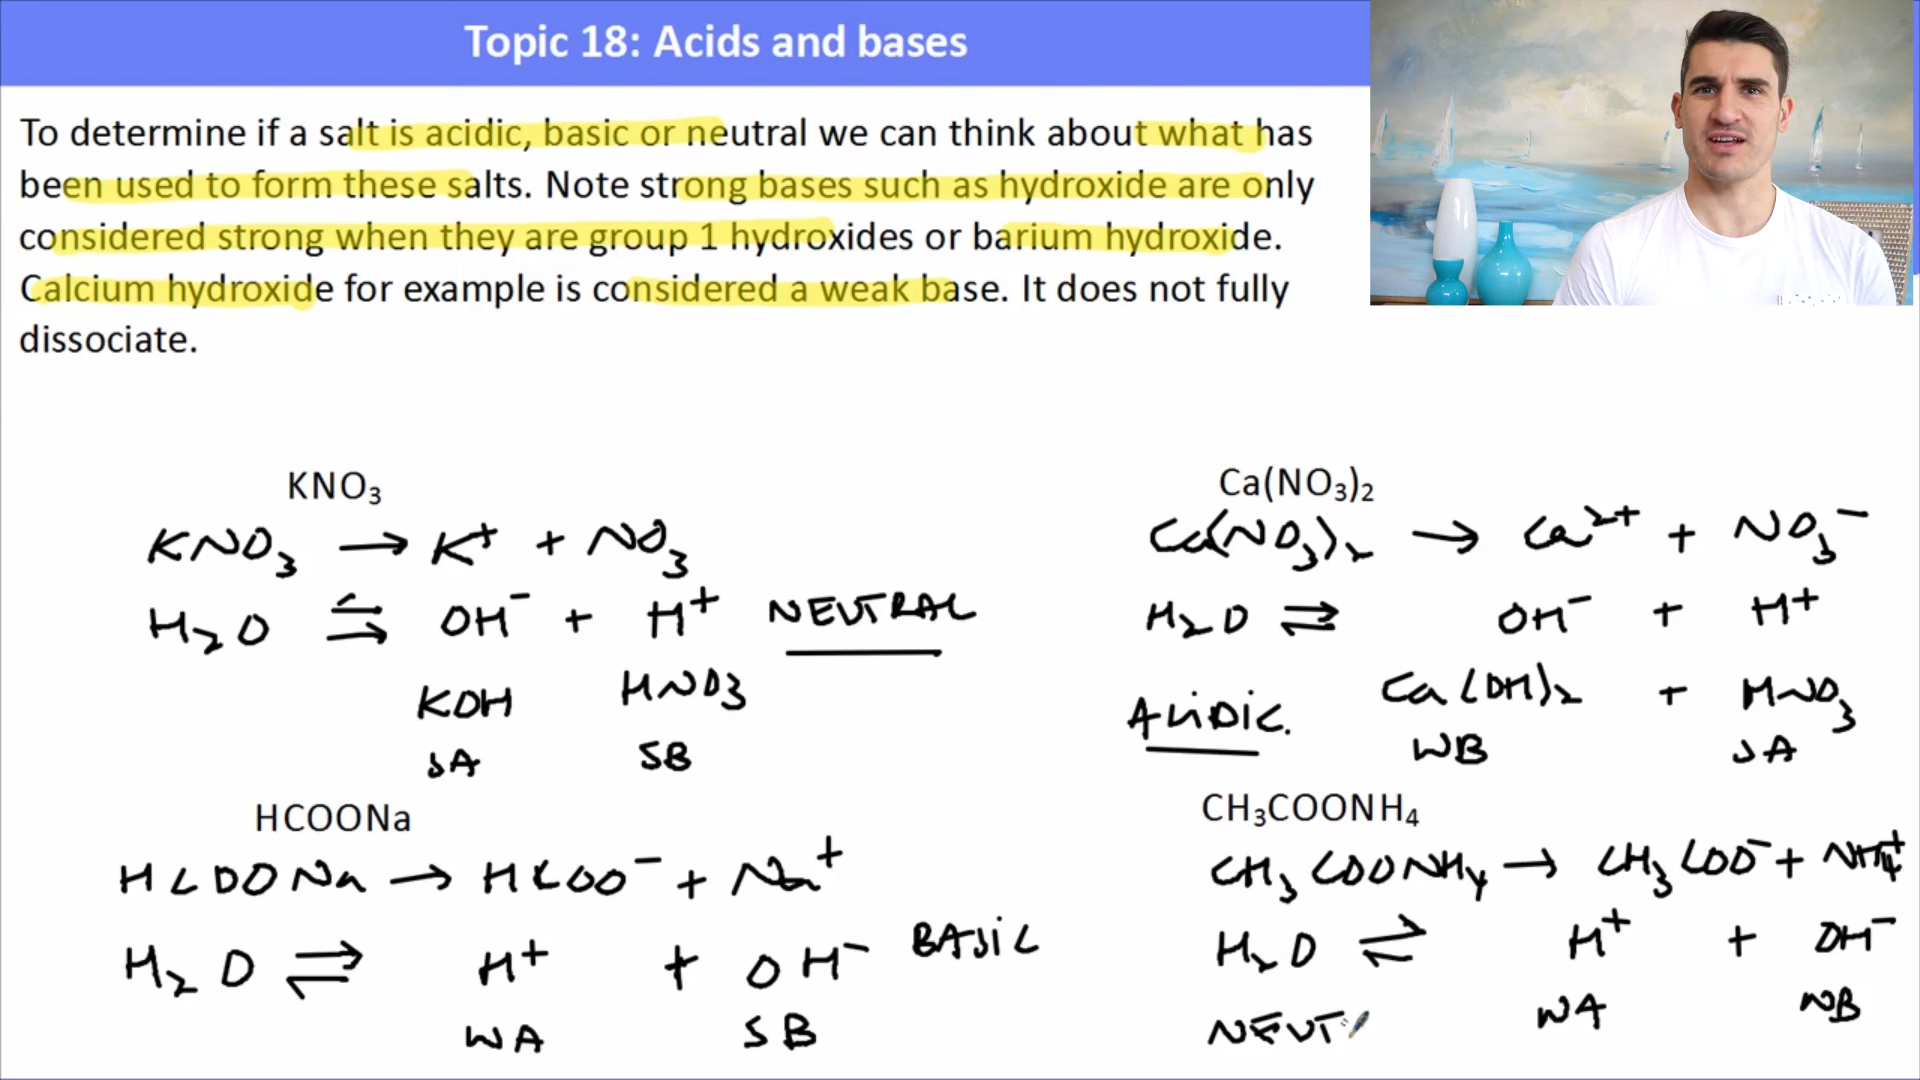 Topic 18: Acids and bases
To determine if a salt is acidic, basic or neutral we can think about what has
been used to form these salts. Note strong bases such as hydroxide are only
considered strong when they are group 1 hydroxides or barium hydroxide.
Calcium hydroxide for example is considered a weak base. It does not fully
dissociate.
KNO₃
KNO₃ → K⁺ + NO₃
H₂O ⇌ OH⁻ + H⁺ NEUTRAL
KOH HNO₃
SA SB
HCOONa
HCOONa → HCOO⁻ + Na⁺
H₂O ⇌ H⁺ + OH⁻ BASIC
WA SB
Ca(NO₃)₂
Ca(NO₃)₂ → Ca²⁺ + NO₃⁻
H₂O ⇌ OH⁻ + H⁺
Ca(OH)₂ + HNO₃
ACIDIC.
WB SA
CH₃COONH₄
CH₃COONH₄ → CH₃COO⁻ + NH₄⁺
H₂O ⇌ H⁺ + OH⁻
NEUT WA WB